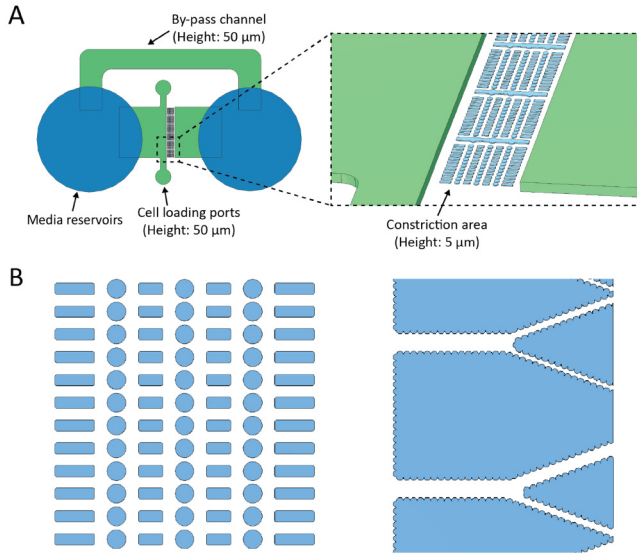 A
By-pass channel
(Height: 50 μm)
Media reservoirs
Cell loading ports
(Height: 50 μm)
Constriction area
(Height: 5 μm)
B